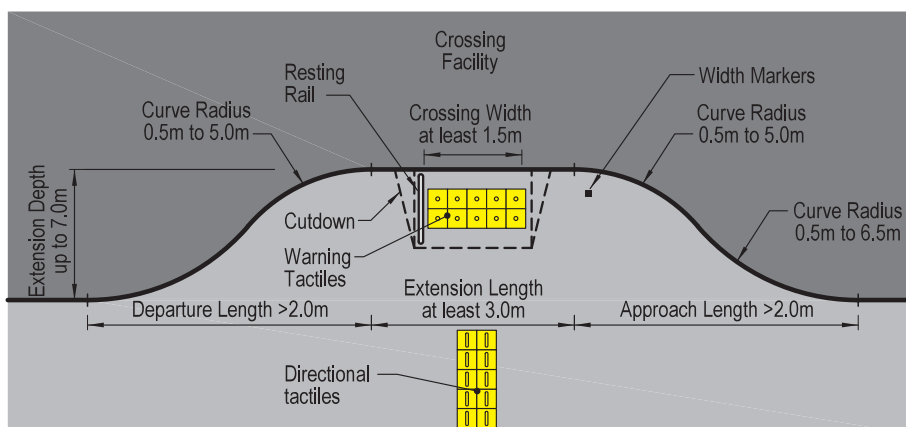 Crossing
Facility
Resting
Rail
Width Markers
Curve Radius
0.5m to 5.0m
Crossing Width
at least 1.5m
Curve Radius
0.5m to 5.0m
Extension Depth
up to 7.0m
Cutdown
Curve Radius
0.5m to 6.5m
Warning
Tactiles
Departure Length >2.0m
Extension Length
at least 3.0m
Approach Length >2.0m
Directional
tactiles